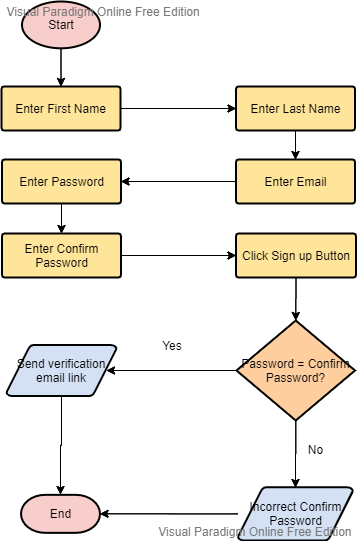 Visual Paradigm Online Free Edition
Start
Enter First Name
Enter Last Name
Enter Password
Enter Email
Enter Confirm
Password
Click Sign up Button
Yes
Send verification
email link
Password = Confirm
Password?
No
End
Incorrect Confirm
Password
Visual Paradigm Online Free Edition